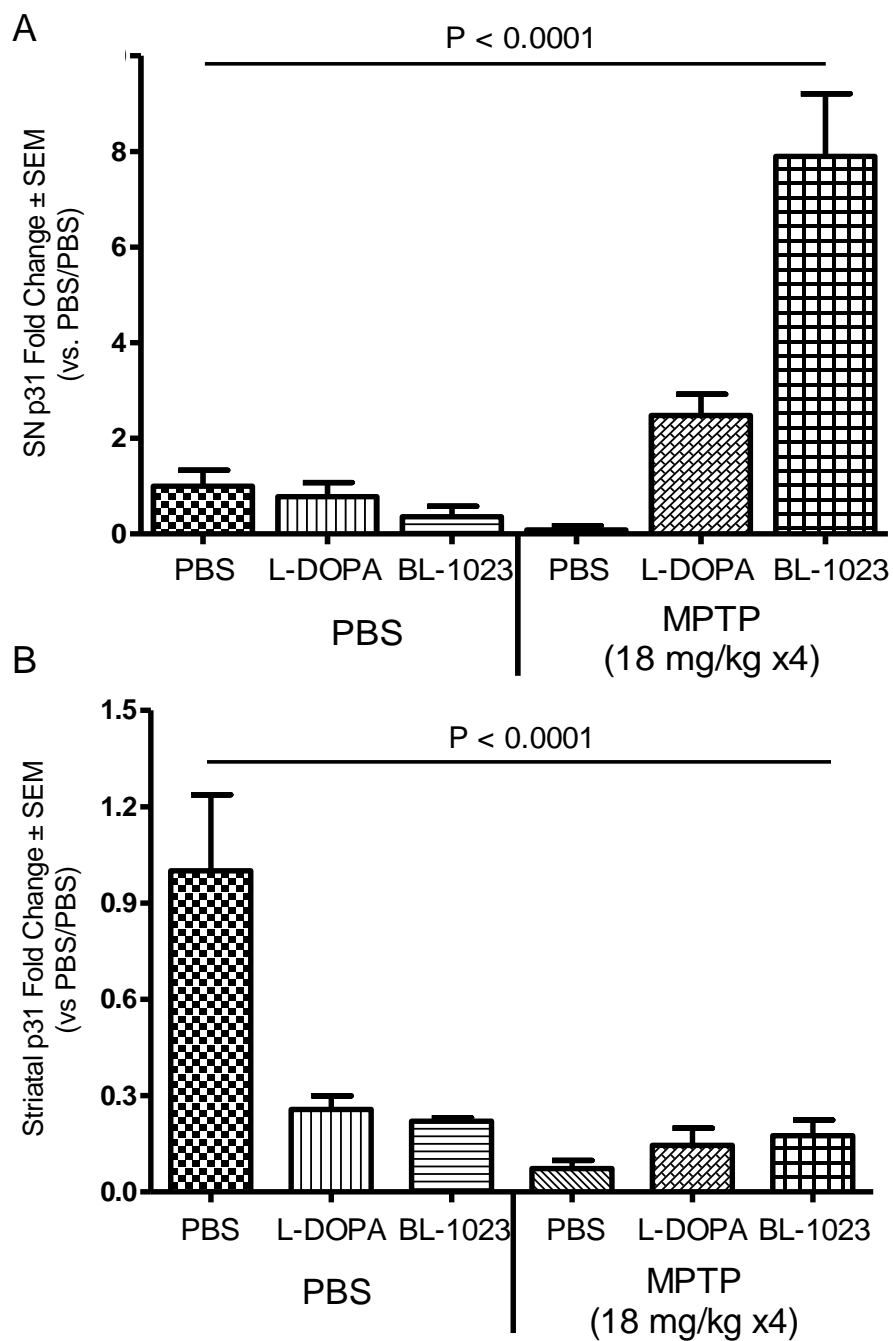 A
P < 0.0001
SN p31 Fold Change ± SEM
(vs. PBS/PBS)
8
6
4
2
0
PBS L-DOPA BL-1023 PBS L-DOPA BL-1023
PBS MPTP
(18 mg/kg x4)
B
P < 0.0001
Striatal p31 Fold Change ± SEM
(vs PBS/PBS)
1.5
1.2
0.9
0.6
0.3
0.0
PBS L-DOPA BL-1023 PBS L-DOPA BL-1023
PBS MPTP
(18 mg/kg x4)